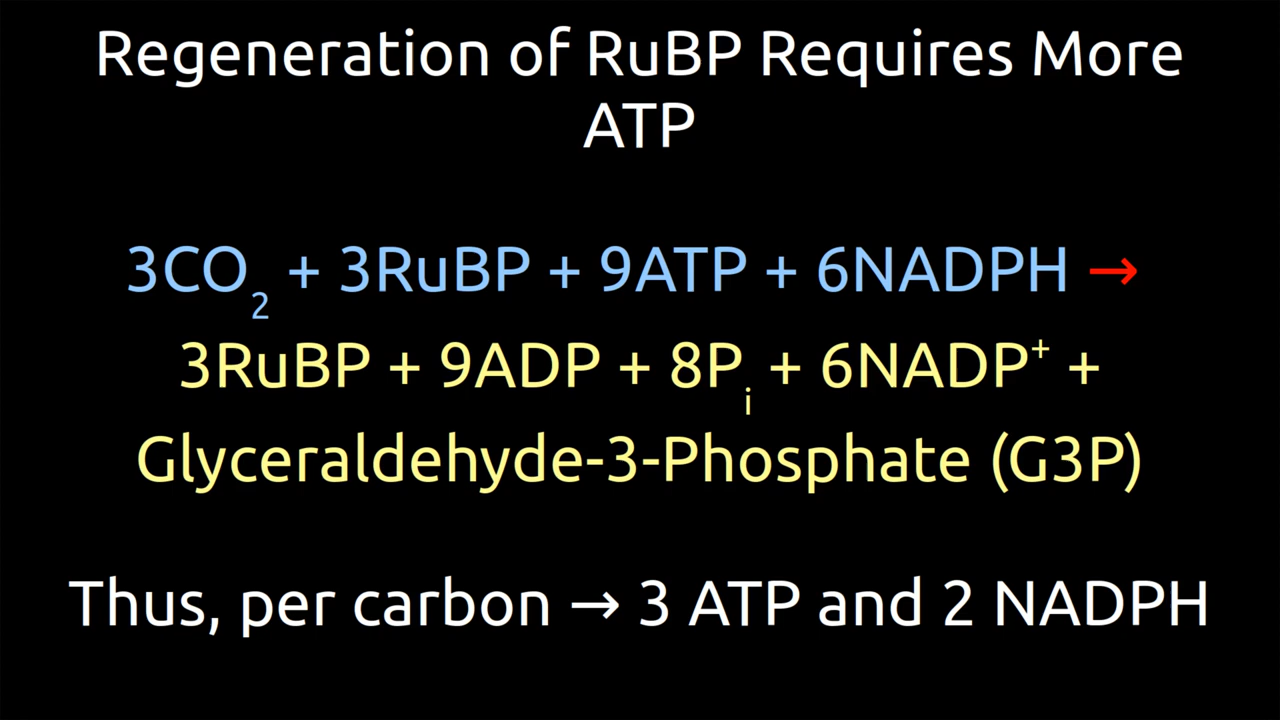 Regeneration of RuBP Requires More
ATP
3CO₂ + 3RuBP + 9ATP + 6NADPH →
3RuBP + 9ADP + 8Pᵢ + 6NADP⁺ +
Glyceraldehyde-3-Phosphate (G3P)
Thus, per carbon → 3 ATP and 2 NADPH